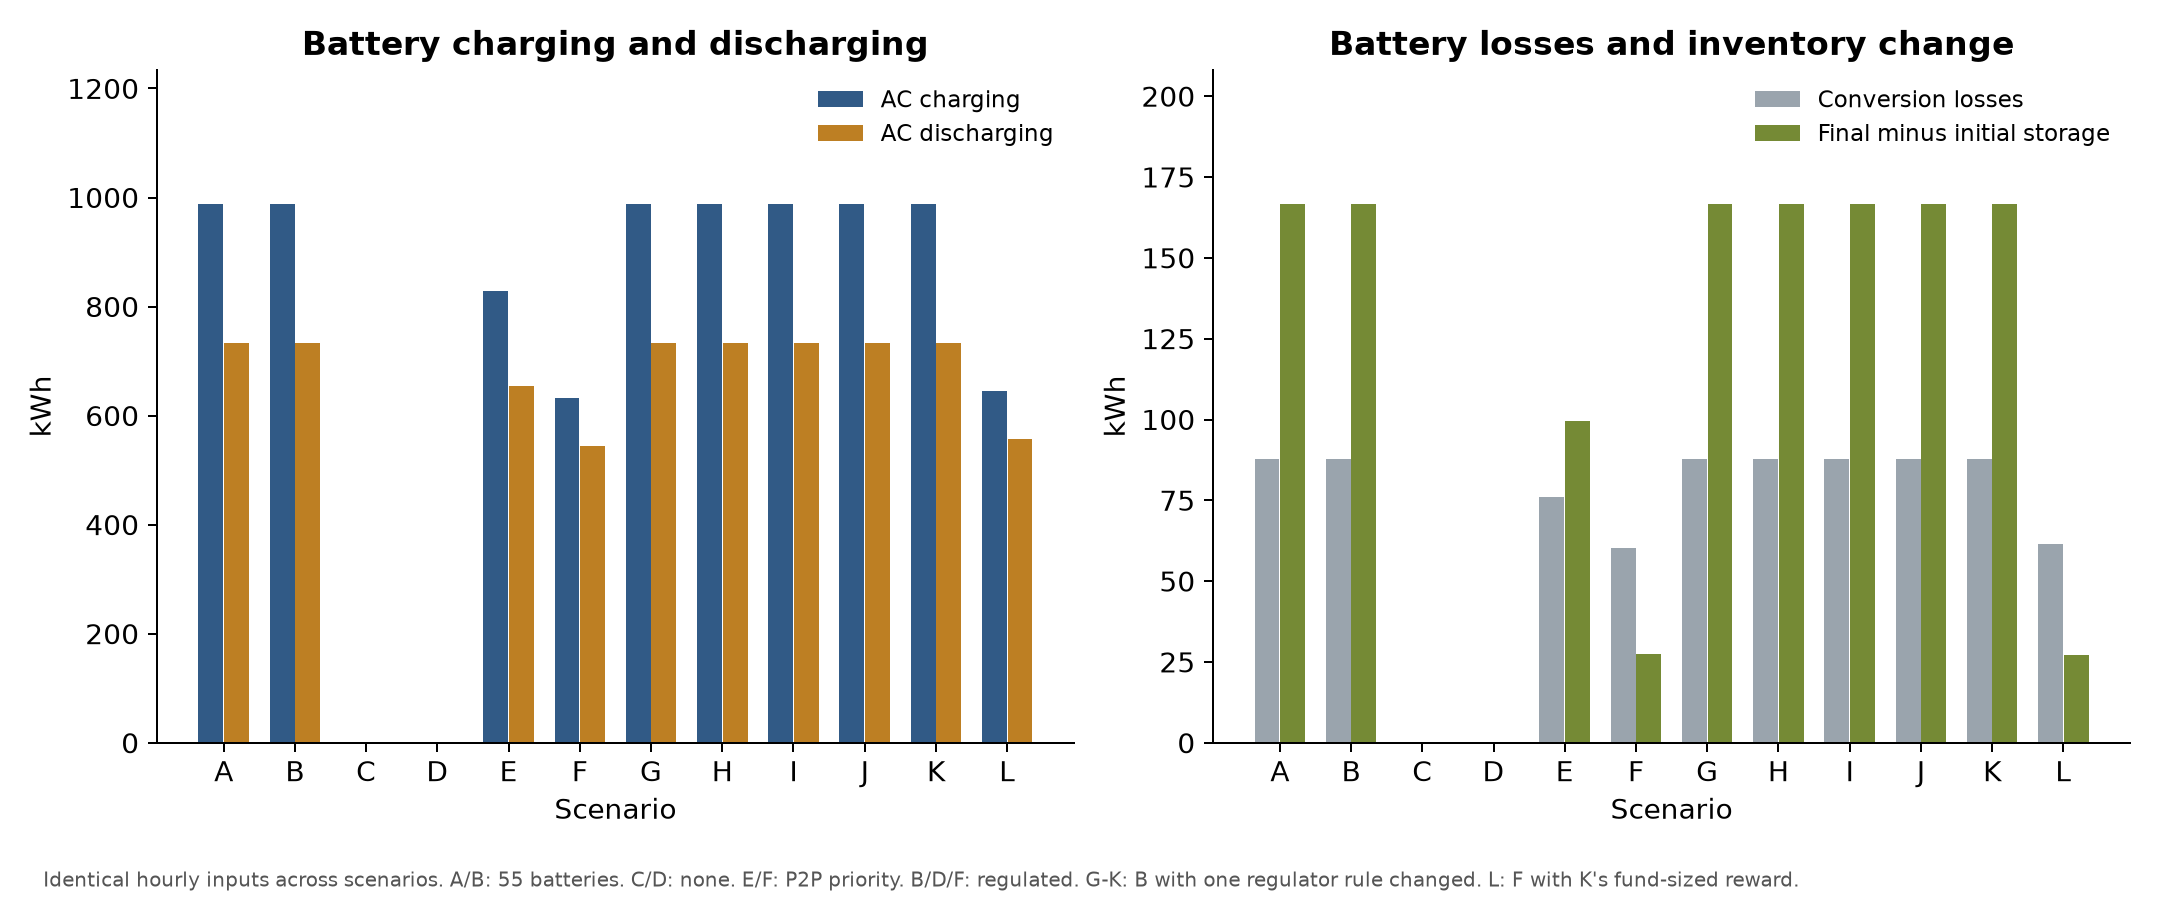 Battery charging and discharging
AC charging
AC discharging
1200
1000
800
600
400
200
0
kWh
A B C D E F G H I J K L
Scenario
Battery losses and inventory change
Conversion losses
Final minus initial storage
200
175
150
125
100
75
50
25
0
kWh
A B C D E F G H I J K L
Scenario
Identical hourly inputs across scenarios. A/B: 55 batteries. C/D: none. E/F: P2P priority. B/D/F: regulated. G-K: B with one regulator rule changed. L: F with K's fund-sized reward.